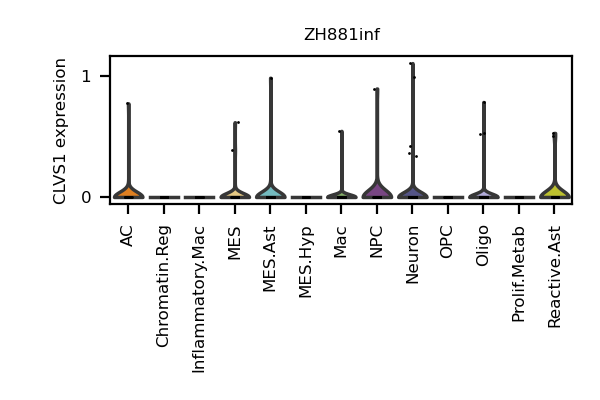 ZH881inf
CLVS1 expression
1
0
AC
Chromatin.Reg
Inflammatory.Mac
MES
MES.Ast
MES.Hyp
Mac
NPC
Neuron
OPC
Oligo
Prolif.Metab
Reactive.Ast